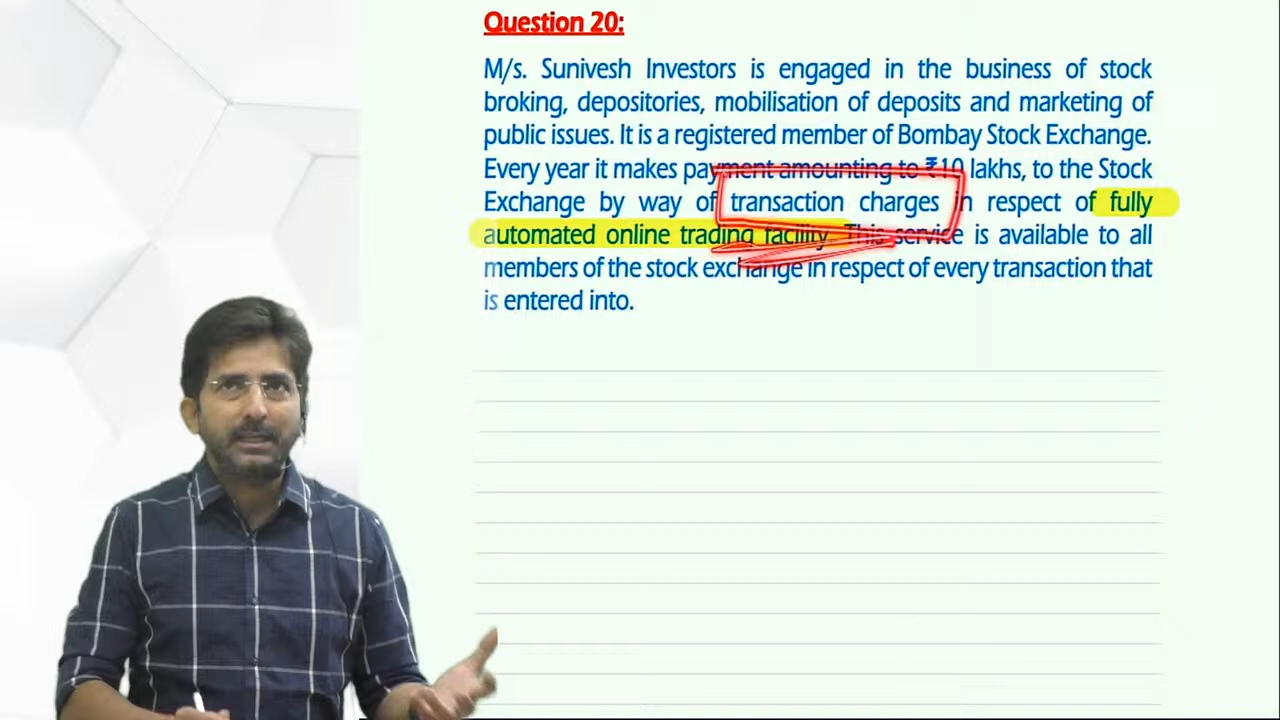 Question 20:
M/s. Sunivesh Investors is engaged in the business of stock
broking, depositories, mobilisation of deposits and marketing of
public issues. It is a registered member of Bombay Stock Exchange.
Every year it makes payment amounting to ₹10 lakhs, to the Stock
Exchange by way of transaction charges in respect of fully
automated online trading facility. This service is available to all
members of the stock exchange in respect of every transaction that
is entered into.